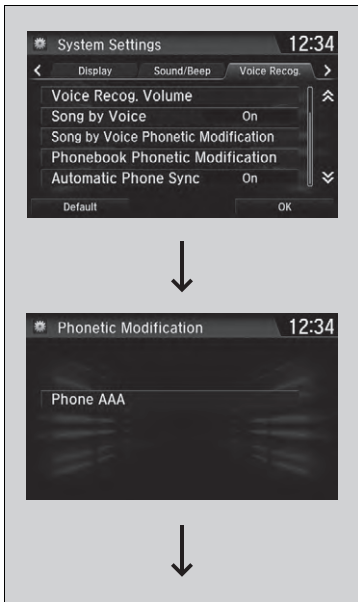 System Settings 12:34
Display Sound/Beep Voice Recog.
Voice Recog. Volume
Song by Voice On
Song by Voice Phonetic Modification
Phonebook Phonetic Modification
Automatic Phone Sync On
Default OK
Phonetic Modification 12:34
Phone AAA